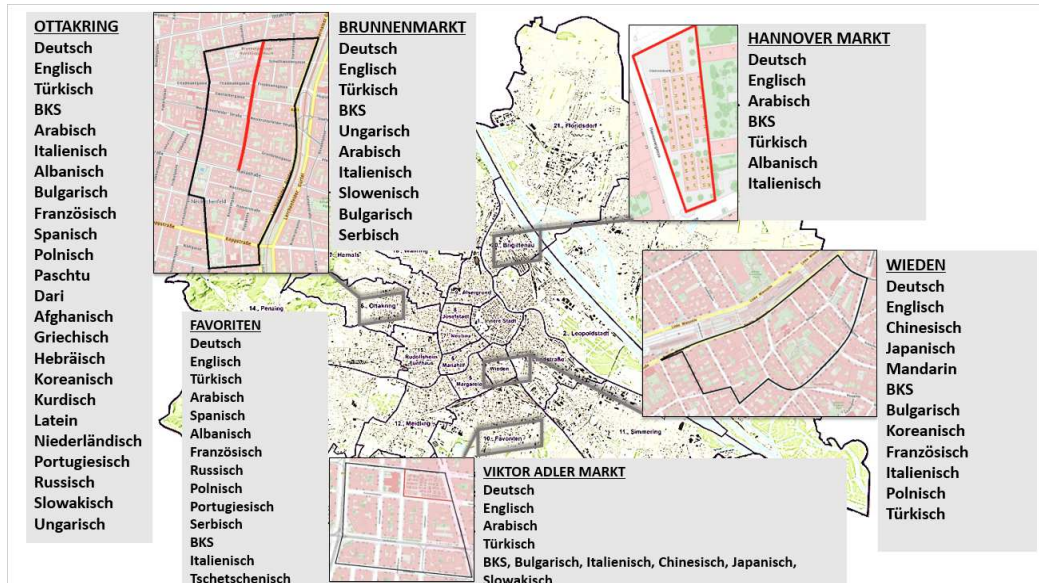 OTTAKRING
Deutsch
Englisch
Türkisch
BKS
Arabisch
Italienisch
Albanisch
Bulgarisch
Französisch
Spanisch
Polnisch
Paschtu
Dari
Afghanisch
Griechisch
Hebräisch
Koreanisch
Kurdisch
Latein
Niederländisch
Portugiesisch
Russisch
Slowakisch
Ungarisch
BRUNNENMARKT
Deutsch
Englisch
Türkisch
BKS
Ungarisch
Arabisch
Italienisch
Slowenisch
Bulgarisch
Serbisch
HANNOVER MARKT
Deutsch
Englisch
Arabisch
BKS
Türkisch
Albanisch
Italienisch
WIEDEN
Deutsch
Englisch
Chinesisch
Japanisch
Mandarin
BKS
Bulgarisch
Koreanisch
Französisch
Italienisch
Polnisch
Türkisch
FAVORITEN
Deutsch
Englisch
Türkisch
Arabisch
Spanisch
Albanisch
Französisch
Russisch
Polnisch
Portugiesisch
Serbisch
BKS
Italienisch
Tschetschenisch
VIKTOR ADLER MARKT
Deutsch
Englisch
Arabisch
Türkisch
BKS, Bulgarisch, Italienisch, Chinesisch, Japanisch,
Slowakisch
21., Floridsdorf
Brigittenau
14., Penzing
Ottakring
2., Leopoldstadt
Innere Stadt
Wieden
12., Meidling
10., Favoriten
11., Simmering